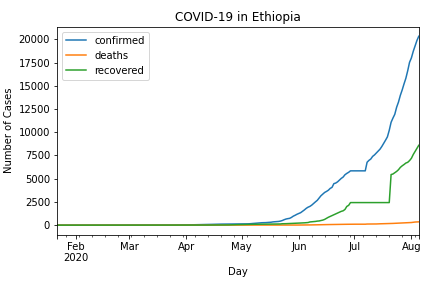 COVID-19 in Ethiopia
confirmed
deaths
recovered
Number of Cases
20000
17500
15000
12500
10000
7500
5000
2500
0
Feb Mar Apr May Jun Jul Aug
2020
Day